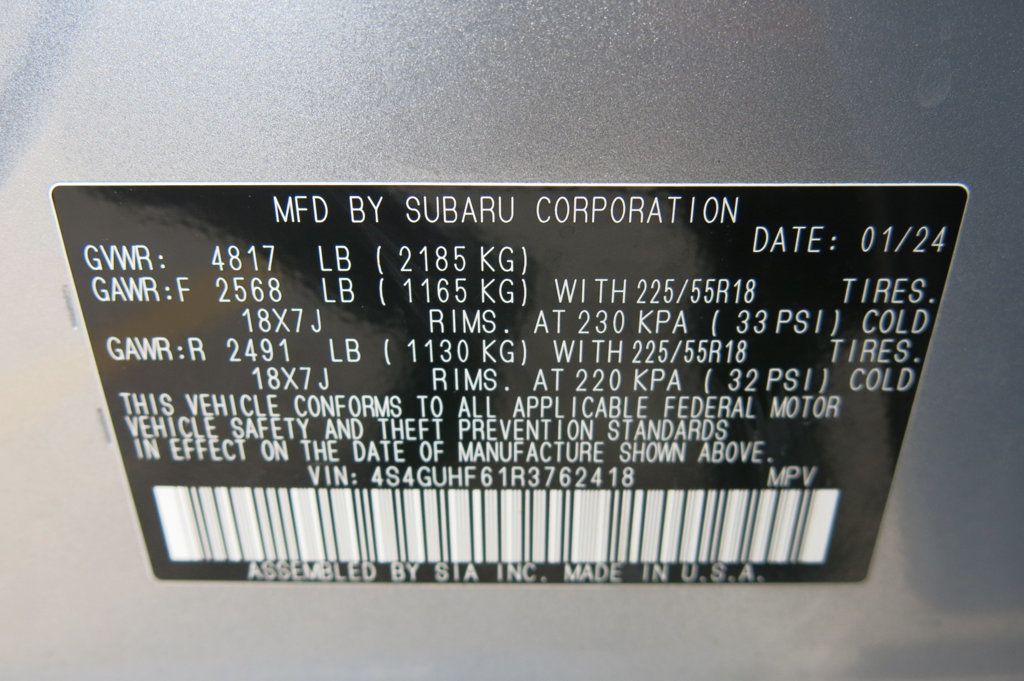 MFD BY SUBARU CORPORATION
DATE: 01/24
GVWR: 4817 LB ( 2185 KG)
GAWR:F 2568 LB ( 1165 KG) WITH 225/55R18 TIRES.
18X7J RIMS. AT 230 KPA ( 33 PSI) COLD
GAWR:R 2491 LB ( 1130 KG) WITH 225/55R18 TIRES.
18X7J RIMS. AT 220 KPA ( 32 PSI) COLD
THIS VEHICLE CONFORMS TO ALL APPLICABLE FEDERAL MOTOR
VEHICLE SAFETY AND THEFT PREVENTION STANDARDS
IN EFFECT ON THE DATE OF MANUFACTURE SHOWN ABOVE.
VIN: 4S4GUHF61R3762418 MPV
ASSEMBLED BY SIA INC. MADE IN U.S.A.